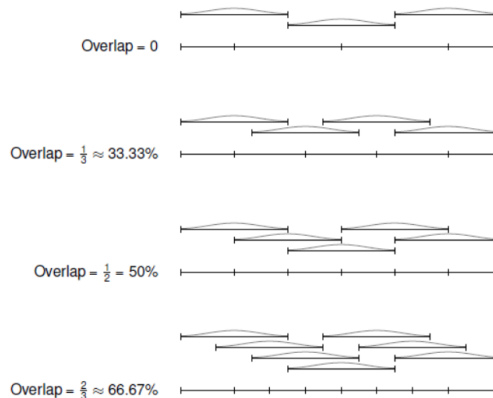 Overlap = 0
Overlap = 1/3 ≈ 33.33%
Overlap = 1/2 = 50%
Overlap = 2/3 ≈ 66.67%